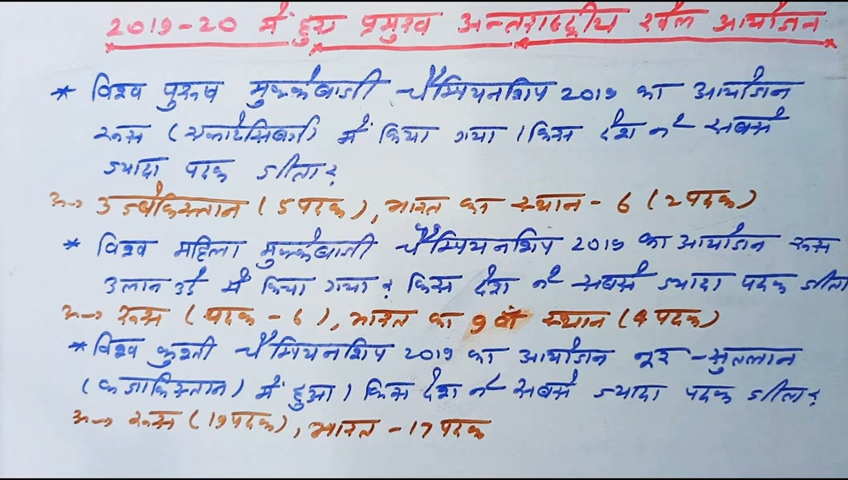 2019-20 में हुए प्रमुख अन्तराष्ट्रीय खेल आयोजन
* विश्व पुरुष मुक्केबाजी चैम्पियनशिप 2019 का आयोजन
रूस (एकातेरिनबर्ग) में किया गया। किस देश ने सबसे
ज्यादा पदक जीता?
उ→ उज्बेकिस्तान (5 पदक), भारत का स्थान - 6 (2 पदक)
* विश्व महिला मुक्केबाजी चैम्पियनशिप 2019 का आयोजन रूस
उलान उदे में किया गया? किस देश ने सबसे ज्यादा पदक जीता
उ→ रूस (पदक - 6), भारत का 9 वाँ स्थान (4 पदक)
* विश्व कुश्ती चैम्पियनशिप 2019 का आयोजन नूर - सुल्तान
(कजाकिस्तान) में हुआ। किस देश ने सबसे ज्यादा पदक जीता?
उ→ रूस (19 पदक), भारत - 17 पदक